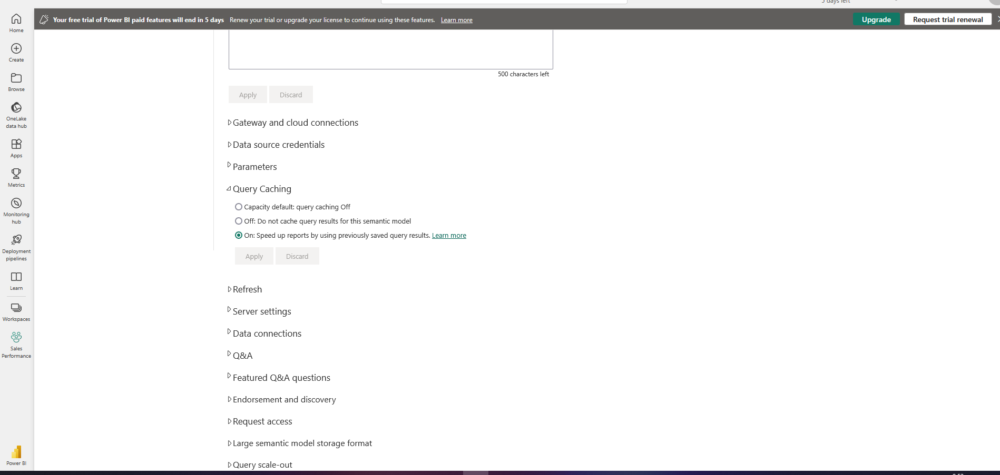 5 days left
Your free trial of Power BI paid features will end in 5 days Renew your trial or upgrade your license to continue using these features. Learn more Upgrade Request trial renewal
Home
Create
Browse
OneLake
data hub
Apps
Metrics
Monitoring
hub
Deployment
pipelines
Learn
Workspaces
Sales
Performance
Power BI
500 characters left
Apply Discard
Gateway and cloud connections
Data source credentials
Parameters
Query Caching
Capacity default: query caching Off
Off: Do not cache query results for this semantic model
On: Speed up reports by using previously saved query results. Learn more
Apply Discard
Refresh
Server settings
Data connections
Q&A
Featured Q&A questions
Endorsement and discovery
Request access
Large semantic model storage format
Query scale-out